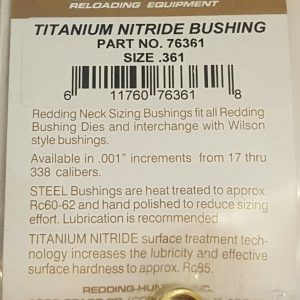 RELOADING EQUIPMENT
TITANIUM NITRIDE BUSHING
PART NO. 76361
SIZE .361
6 11760 76361 8
Redding Neck Sizing Bushings fit all Redding
Bushing Dies and interchange with Wilson
style bushings.
Available in .001" increments from 17 thru
338 calibers.
STEEL Bushings are heat treated to approx.
Rc60-62 and hand polished to reduce sizing
effort. Lubrication is recommended.
TITANIUM NITRIDE surface treatment tech-
nology increases the lubricity and effective
surface hardness to approx. Rc85.
REDDING-HUN INC.